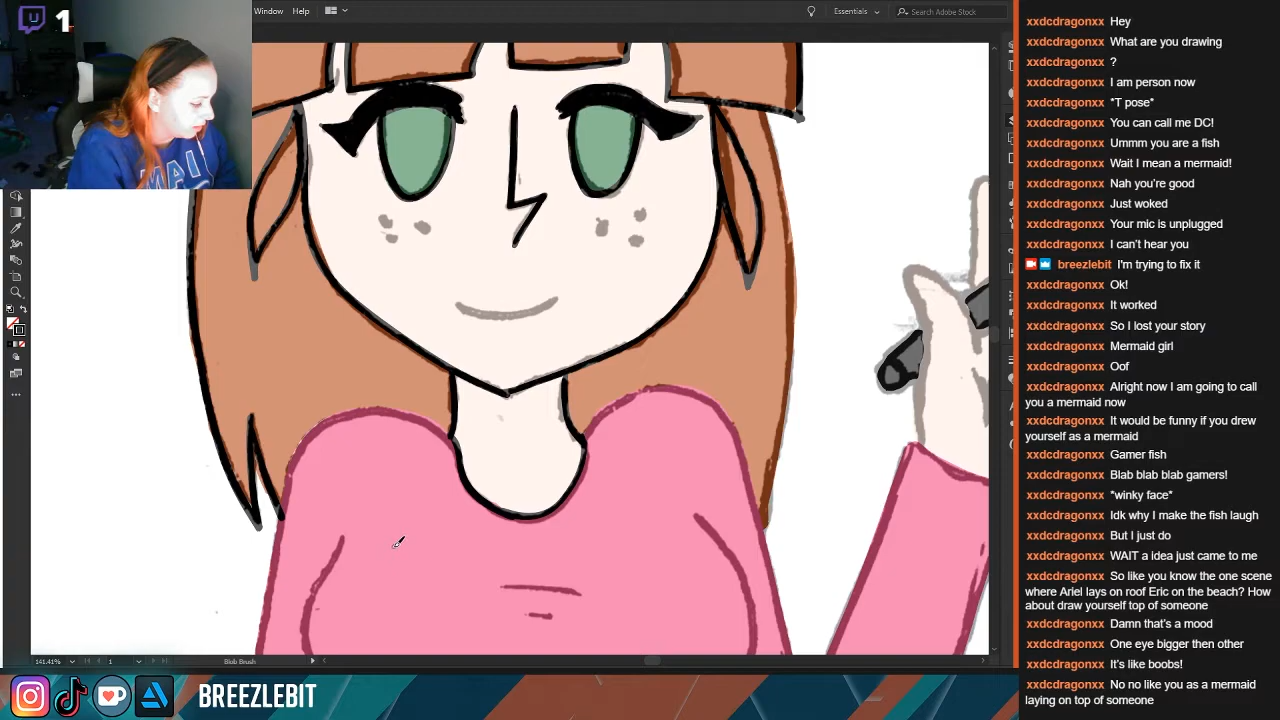 1
Window Help
Essentials
Search Adobe Stock
xxdcdragonxx Hey
xxdcdragonxx What are you drawing
xxdcdragonxx ?
xxdcdragonxx I am person now
xxdcdragonxx *T pose*
xxdcdragonxx You can call me DC!
xxdcdragonxx Ummm you are a fish
xxdcdragonxx Wait I mean a mermaid!
xxdcdragonxx Nah you're good
xxdcdragonxx Just woked
xxdcdragonxx Your mic is unplugged
xxdcdragonxx I can't hear you
breezlebit I'm trying to fix it
xxdcdragonxx Ok!
xxdcdragonxx It worked
xxdcdragonxx So I lost your story
xxdcdragonxx Mermaid girl
xxdcdragonxx Oof
xxdcdragonxx Alright now I am going to call
you a mermaid now
xxdcdragonxx It would be funny if you drew
yourself as a mermaid
xxdcdragonxx Gamer fish
xxdcdragonxx Blab blab blab gamers!
xxdcdragonxx *winky face*
xxdcdragonxx Idk why I make the fish laugh
xxdcdragonxx But I just do
xxdcdragonxx WAIT a idea just came to me
xxdcdragonxx So like you know the one scene
where Ariel lays on roof Eric on the beach? How
about draw yourself top of someone
xxdcdragonxx Damn that's a mood
xxdcdragonxx One eye bigger then other
xxdcdragonxx It's like boobs!
xxdcdragonxx No no like you as a mermaid
laying on top of someone
141.41%
1
Blob Brush
BREEZLEBIT